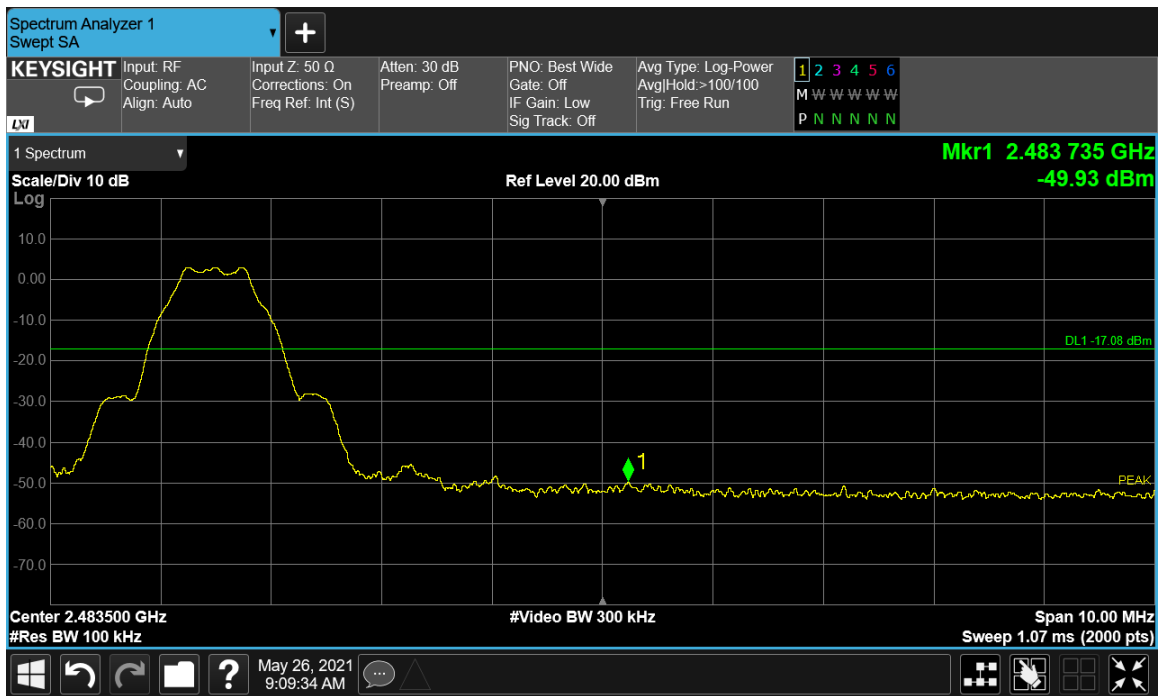 Spectrum Analyzer 1
Swept SA
+
KEYSIGHT
LXI
Input: RF
Coupling: AC
Align: Auto
Input Z: 50 Ω
Corrections: On
Freq Ref: Int (S)
Atten: 30 dB
Preamp: Off
PNO: Best Wide
Gate: Off
IF Gain: Low
Sig Track: Off
Avg Type: Log-Power
Avg|Hold:>100/100
Trig: Free Run
1 2 3 4 5 6
M W W W W W
P N N N N N
1 Spectrum
Mkr1 2.483 735 GHz
-49.93 dBm
Scale/Div 10 dB
Ref Level 20.00 dBm
Log
10.0
0.00
-10.0
DL1 -17.08 dBm
-20.0
-30.0
-40.0
1
PEAK
-50.0
-60.0
-70.0
Center 2.483500 GHz
#Video BW 300 kHz
Span 10.00 MHz
#Res BW 100 kHz
Sweep 1.07 ms (2000 pts)
?
May 26, 2021
9:09:34 AM